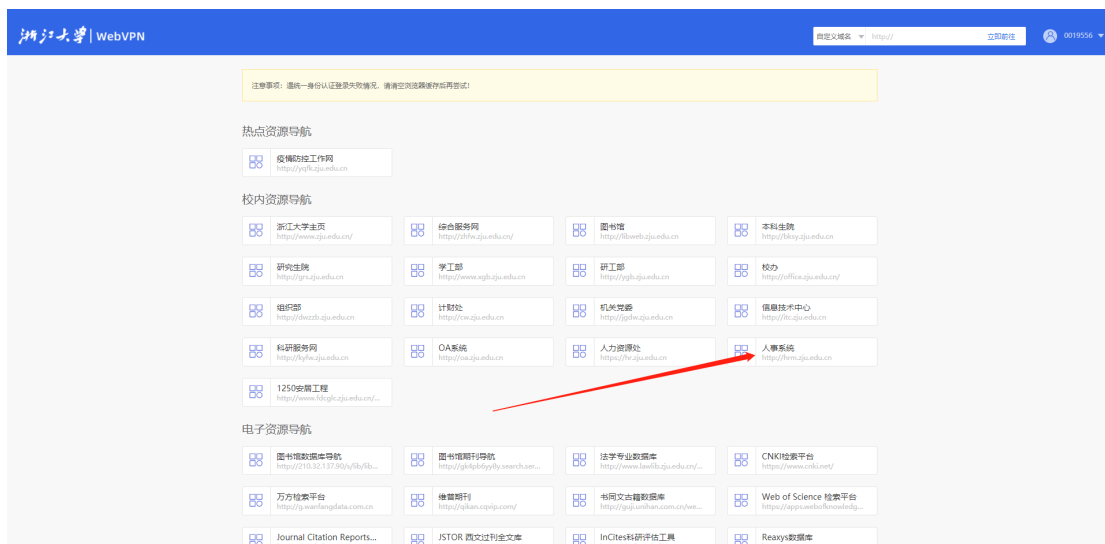 浙江大学 | WebVPN
自定义域名 http:// 立即前往 0019556
注意事项：遇统一身份认证登录失败情况，请清空浏览器缓存后再尝试！
热点资源导航
疫情防控工作网
http://yqfk.zju.edu.cn
校内资源导航
浙江大学主页 综合服务网 图书馆 本科生院
http://www.zju.edu.cn/ http://zhfw.zju.edu.cn/ http://libweb.zju.edu.cn http://bksy.zju.edu.cn
研究生院 学工部 研工部 校办
http://grs.zju.edu.cn http://www.xgb.zju.edu.cn http://ygb.zju.edu.cn http://office.zju.edu.cn/
组织部 计财处 机关党委 信息技术中心
http://dwzzb.zju.edu.cn http://cw.zju.edu.cn http://jgdw.zju.edu.cn http://itc.zju.edu.cn
科研服务网 OA系统 人力资源处 人事系统
http://kyfw.zju.edu.cn http://oa.zju.edu.cn https://hr.zju.edu.cn http://hrm.zju.edu.cn
1250安居工程
http://www.fdcglc.zju.edu.cn/...
电子资源导航
图书馆数据库导航 图书馆期刊导航 法学专业数据库 CNKI检索平台
http://210.32.137.90/s/lib/lib... http://gk4pb6yy8y.search.ser... http://www.lawlib.zju.edu.cn/... https://www.cnki.net/
万方检索平台 维普期刊 书同文古籍数据库 Web of Science 检索平台
http://g.wanfangdata.com.cn http://qikan.cqvip.com/ http://guji.unihan.com.cn/we... https://apps.webofknowledg...
Journal Citation Reports... JSTOR 西文过刊全文库 InCites科研评估工具 Reaxys数据库